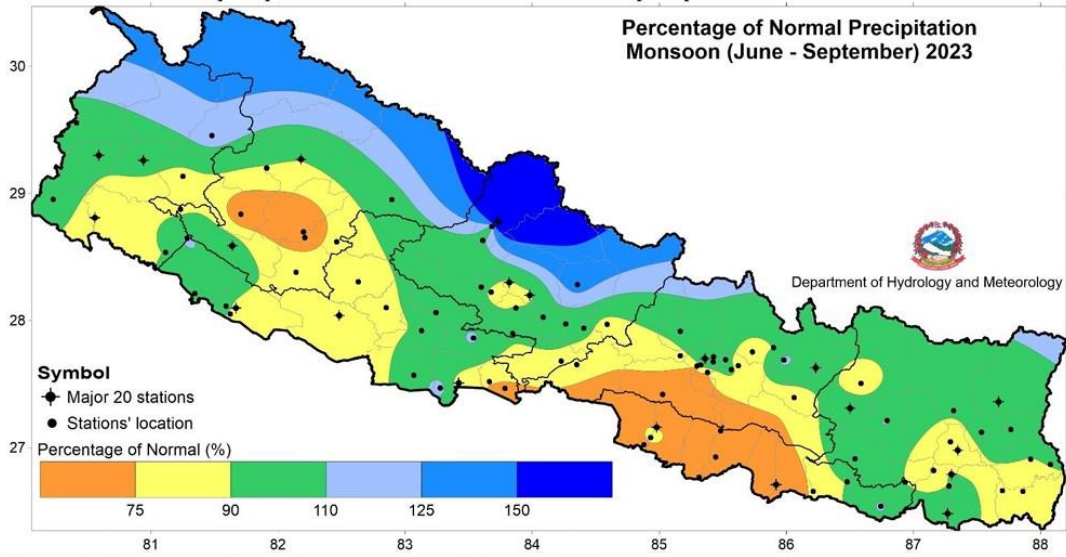 Percentage of Normal Precipitation
Monsoon (June - September) 2023
30
29
28
27
Department of Hydrology and Meteorology
Symbol
Major 20 stations
Stations' location
Percentage of Normal (%)
75 90 110 125 150
81 82 83 84 85 86 87 88